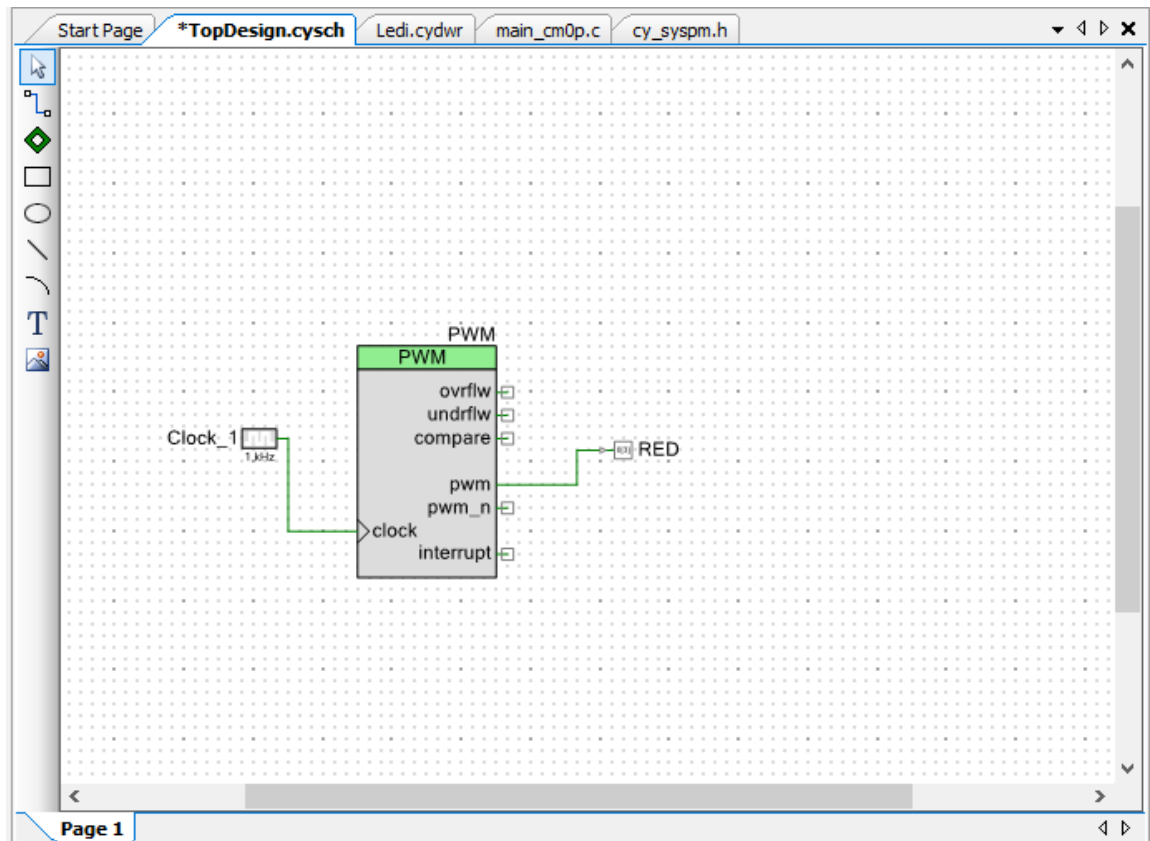 Start Page
*TopDesign.cysch
Ledi.cydwr
main_cm0p.c
cy_syspm.h
T
PWM
PWM
ovrflw
undrflw
compare
Clock_1
1 kHz
RED
pwm
pwm_n
clock
interrupt
Page 1